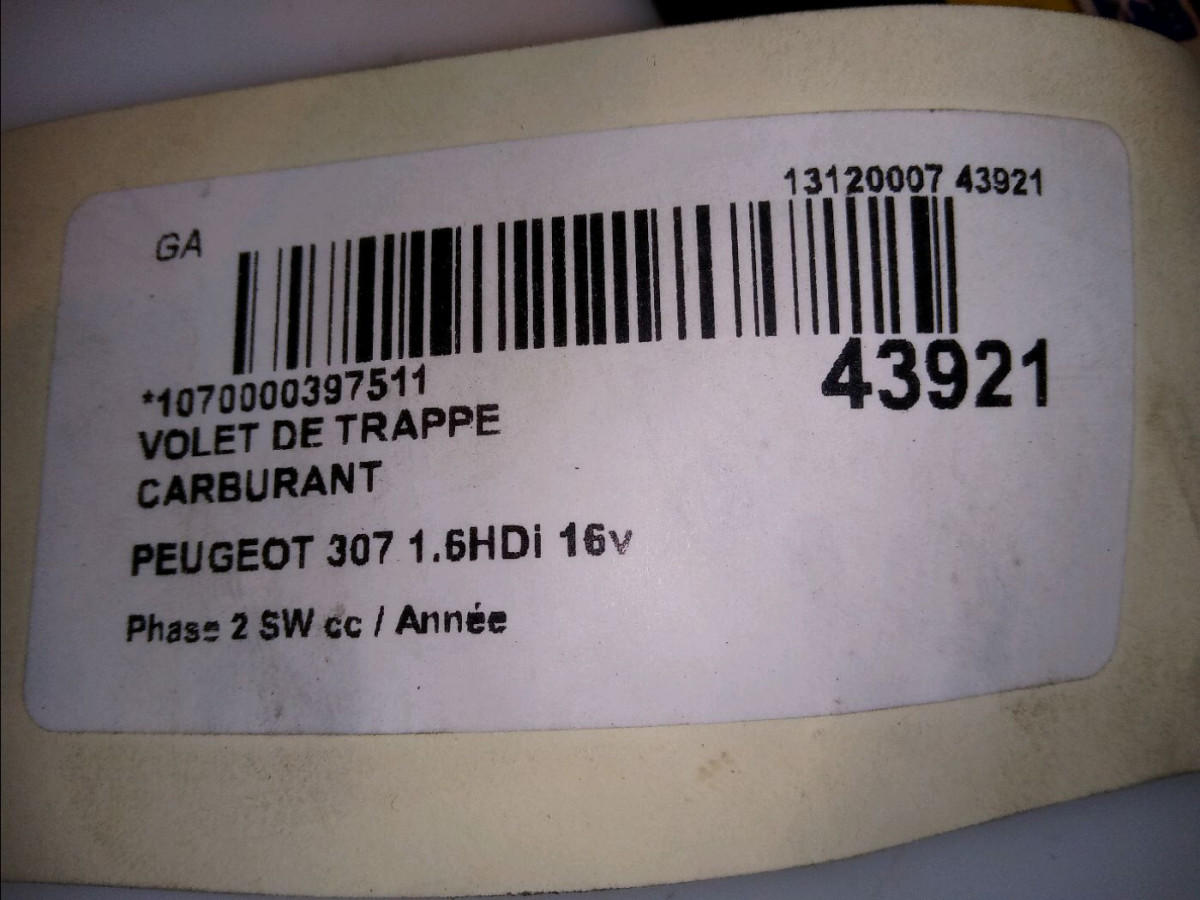 13120007 43921
GA
*1070000397511
43921
VOLET DE TRAPPE
CARBURANT
PEUGEOT 307 1.6HDi 16v
Phase 2 SW cc / Année